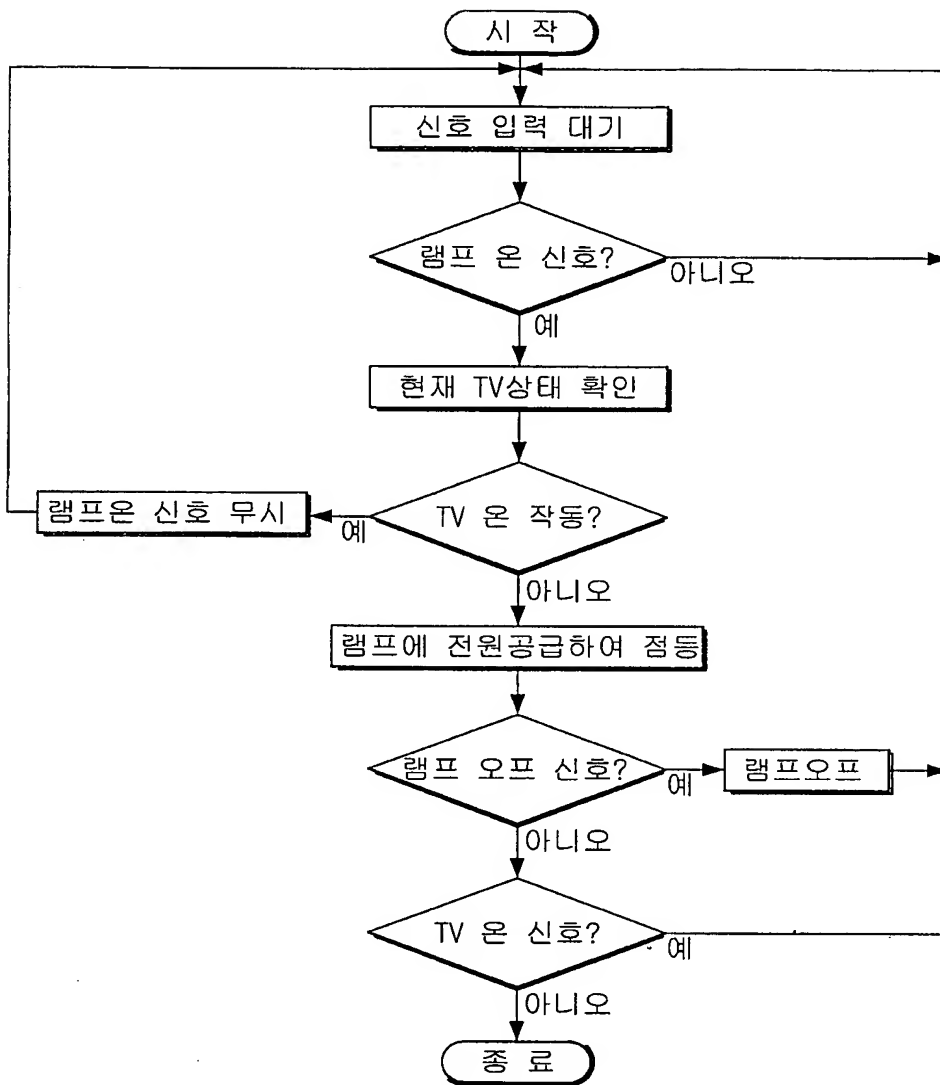 시 작
신호 입력 대기
램프 온 신호?
아니오
예
현재 TV상태 확인
TV 온 작동?
예
램프온 신호 무시
아니오
램프에 전원공급하여 점등
램프 오프 신호?
예
램프오프
아니오
TV 온 신호?
예
아니오
종 료